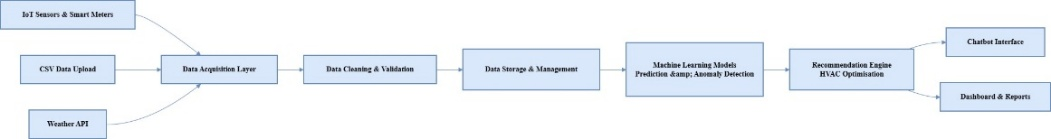 IoT Sensors & Smart Meters
CSV Data Upload
Weather API
Data Acquisition Layer
Data Cleaning & Validation
Data Storage & Management
Machine Learning Models
Prediction &amp; Anomaly Detection
Recommendation Engine
HVAC Optimisation
Chatbot Interface
Dashboard & Reports